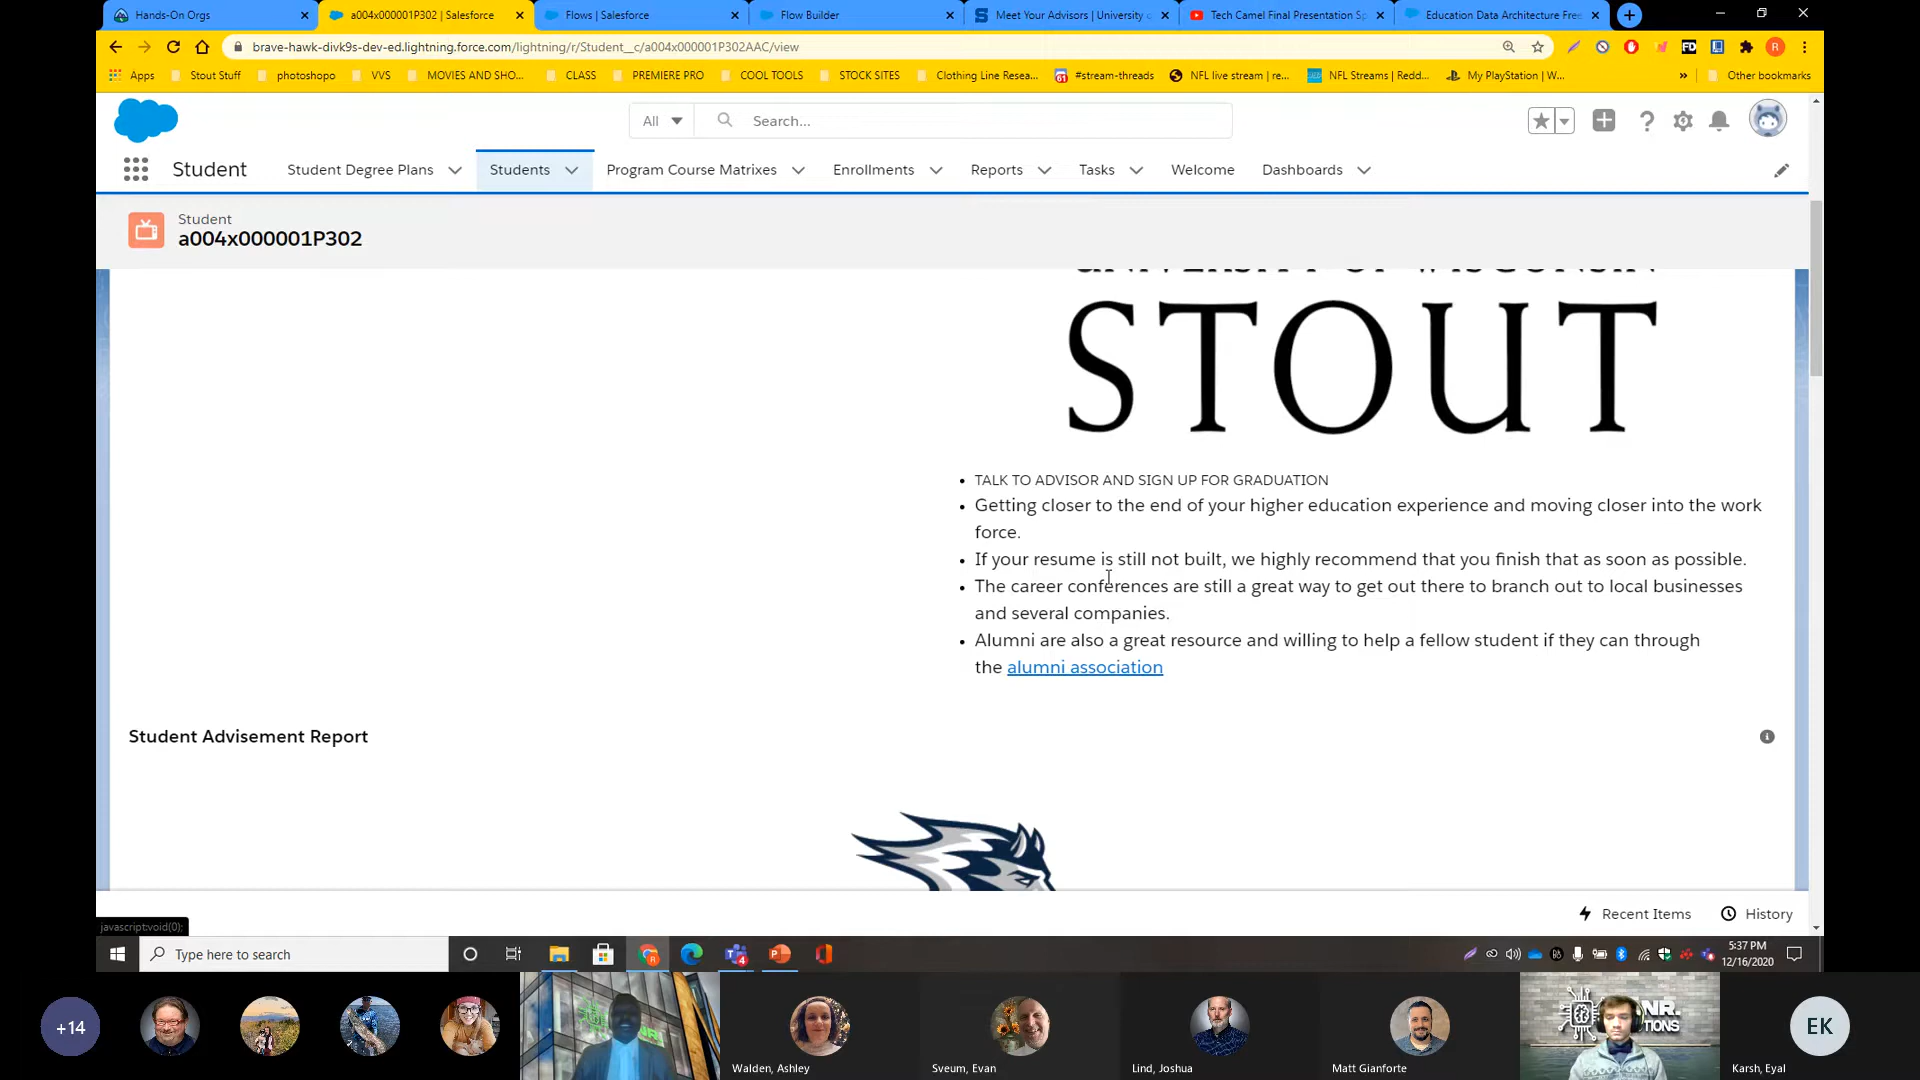 Hands-On Orgs
a004x000001P302 | Salesforce
Flows | Salesforce
Flow Builder
Meet Your Advisors | University
Tech Camel Final Presentation Sp
Education Data Architecture Free
brave-hawk-divk9s-dev-ed.lightning.force.com/lightning/r/Student__c/a004x000001P302AAC/view
Apps
Stout Stuff
photoshopo
VVS
MOVIES AND SHO...
CLASS
PREMIERE PRO
COOL TOOLS
STOCK SITES
Clothing Line Resea...
#stream-threads
NFL live stream | re...
NFL Streams | Redd...
My PlayStation | W...
»
Other bookmarks
All
Search...
Student
Student Degree Plans
Students
Program Course Matrixes
Enrollments
Reports
Tasks
Welcome
Dashboards
Student
a004x000001P302
UNIVERSITY OF WISCONSIN
STOUT
• TALK TO ADVISOR AND SIGN UP FOR GRADUATION
• Getting closer to the end of your higher education experience and moving closer into the work
force.
• If your resume is still not built, we highly recommend that you finish that as soon as possible.
• The career conferences are still a great way to get out there to branch out to local businesses
and several companies.
• Alumni are also a great resource and willing to help a fellow student if they can through
the alumni association
Student Advisement Report
Recent Items
History
javascript:void(0);
Type here to search
5:37 PM
12/16/2020
+14
Walden, Ashley
Sveum, Evan
Lind, Joshua
Matt Gianforte
NR.
TIONS
EK
Karsh, Eyal